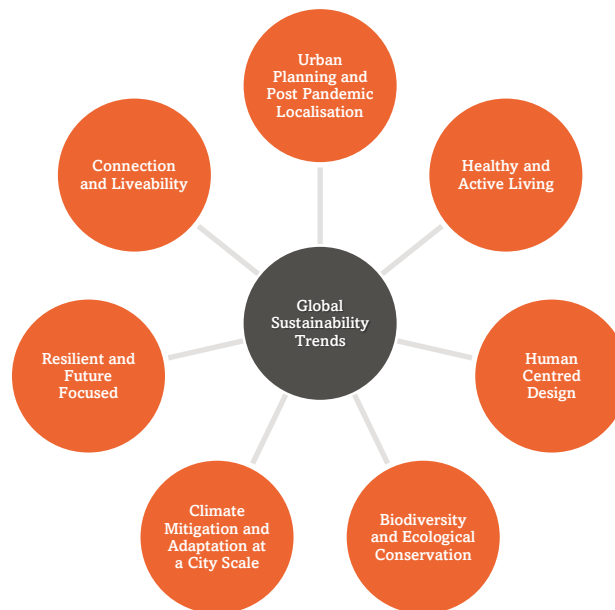 Urban
Planning and
Post Pandemic
Localisation
Healthy and
Active Living
Human
Centred
Design
Biodiversity
and Ecological
Conservation
Climate
Mitigation and
Adaptation at
a City Scale
Resilient and
Future
Focused
Connection
and Liveability
Global
Sustainability
Trends